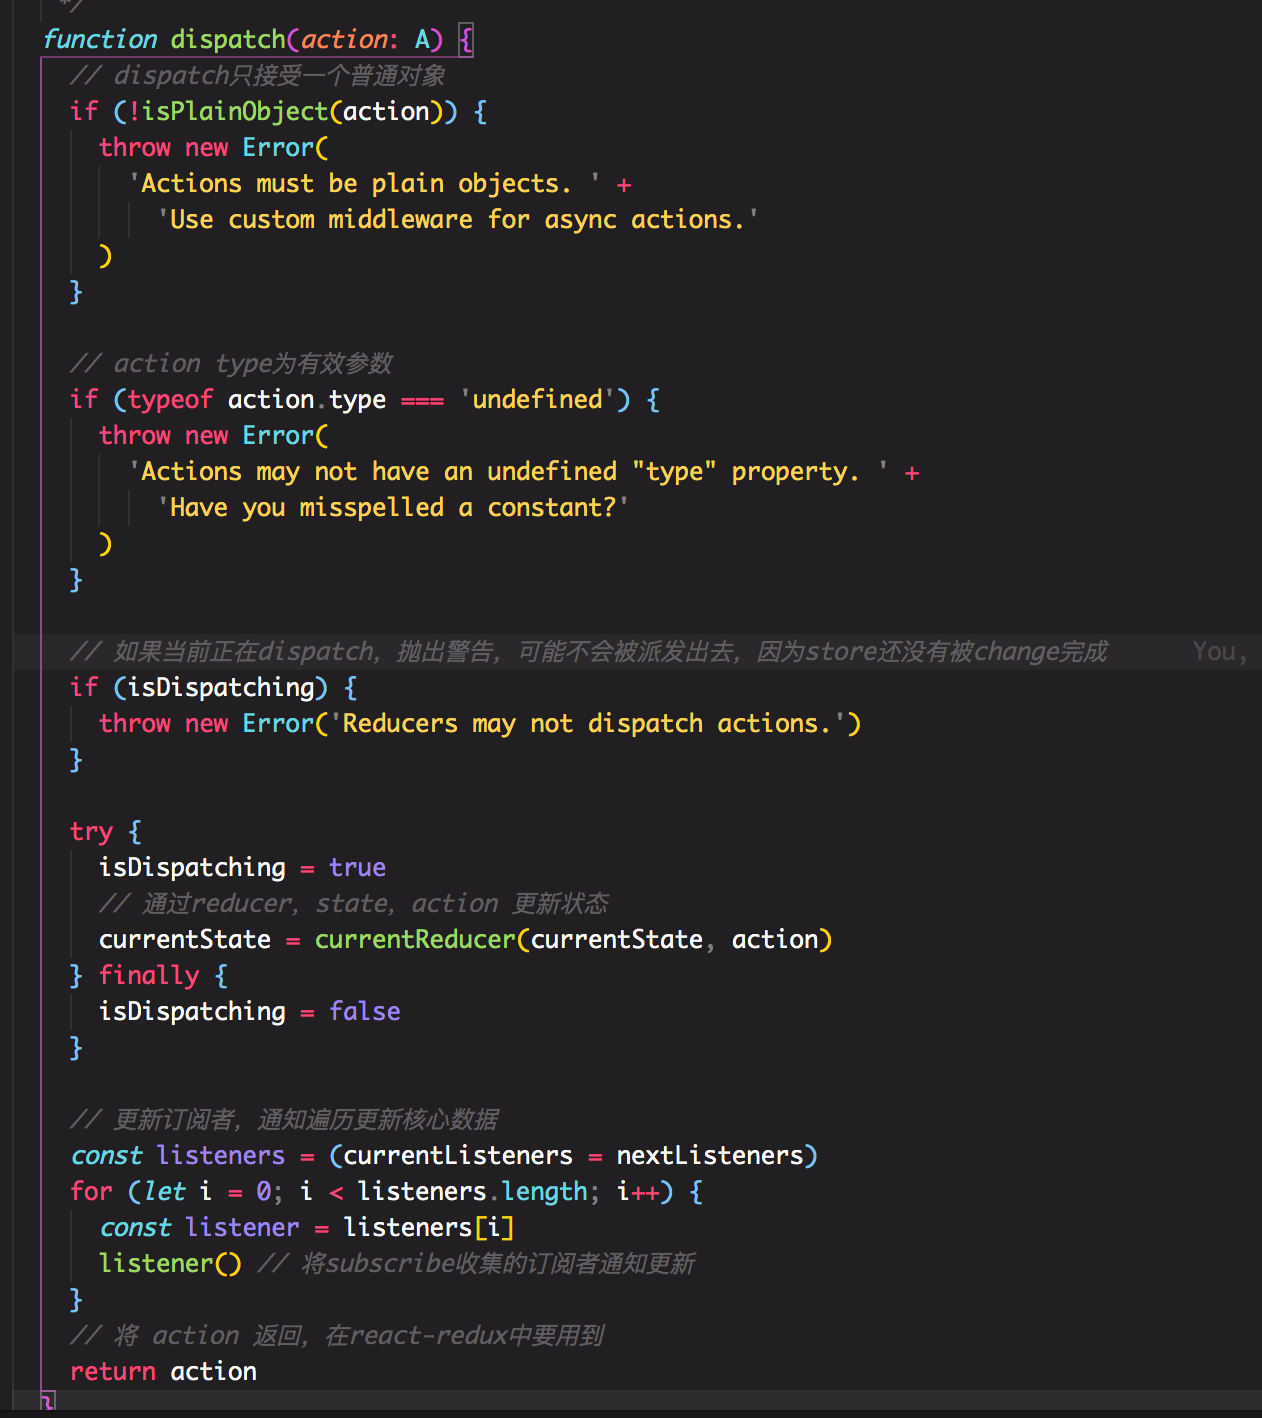 */
function dispatch(action: A) {
// dispatch只接受一个普通对象
if (!isPlainObject(action)) {
throw new Error(
'Actions must be plain objects. ' +
'Use custom middleware for async actions.'
)
}
// action type为有效参数
if (typeof action.type === 'undefined') {
throw new Error(
'Actions may not have an undefined "type" property. ' +
'Have you misspelled a constant?'
)
}
// 如果当前正在dispatch，抛出警告，可能不会被派发出去，因为store还没有被change完成 You,
if (isDispatching) {
throw new Error('Reducers may not dispatch actions.')
}
try {
isDispatching = true
// 通过reducer，state，action 更新状态
currentState = currentReducer(currentState, action)
} finally {
isDispatching = false
}
// 更新订阅者，通知遍历更新核心数据
const listeners = (currentListeners = nextListeners)
for (let i = 0; i < listeners.length; i++) {
const listener = listeners[i]
listener() // 将subscribe收集的订阅者通知更新
}
// 将 action 返回，在react-redux中要用到
return action
}